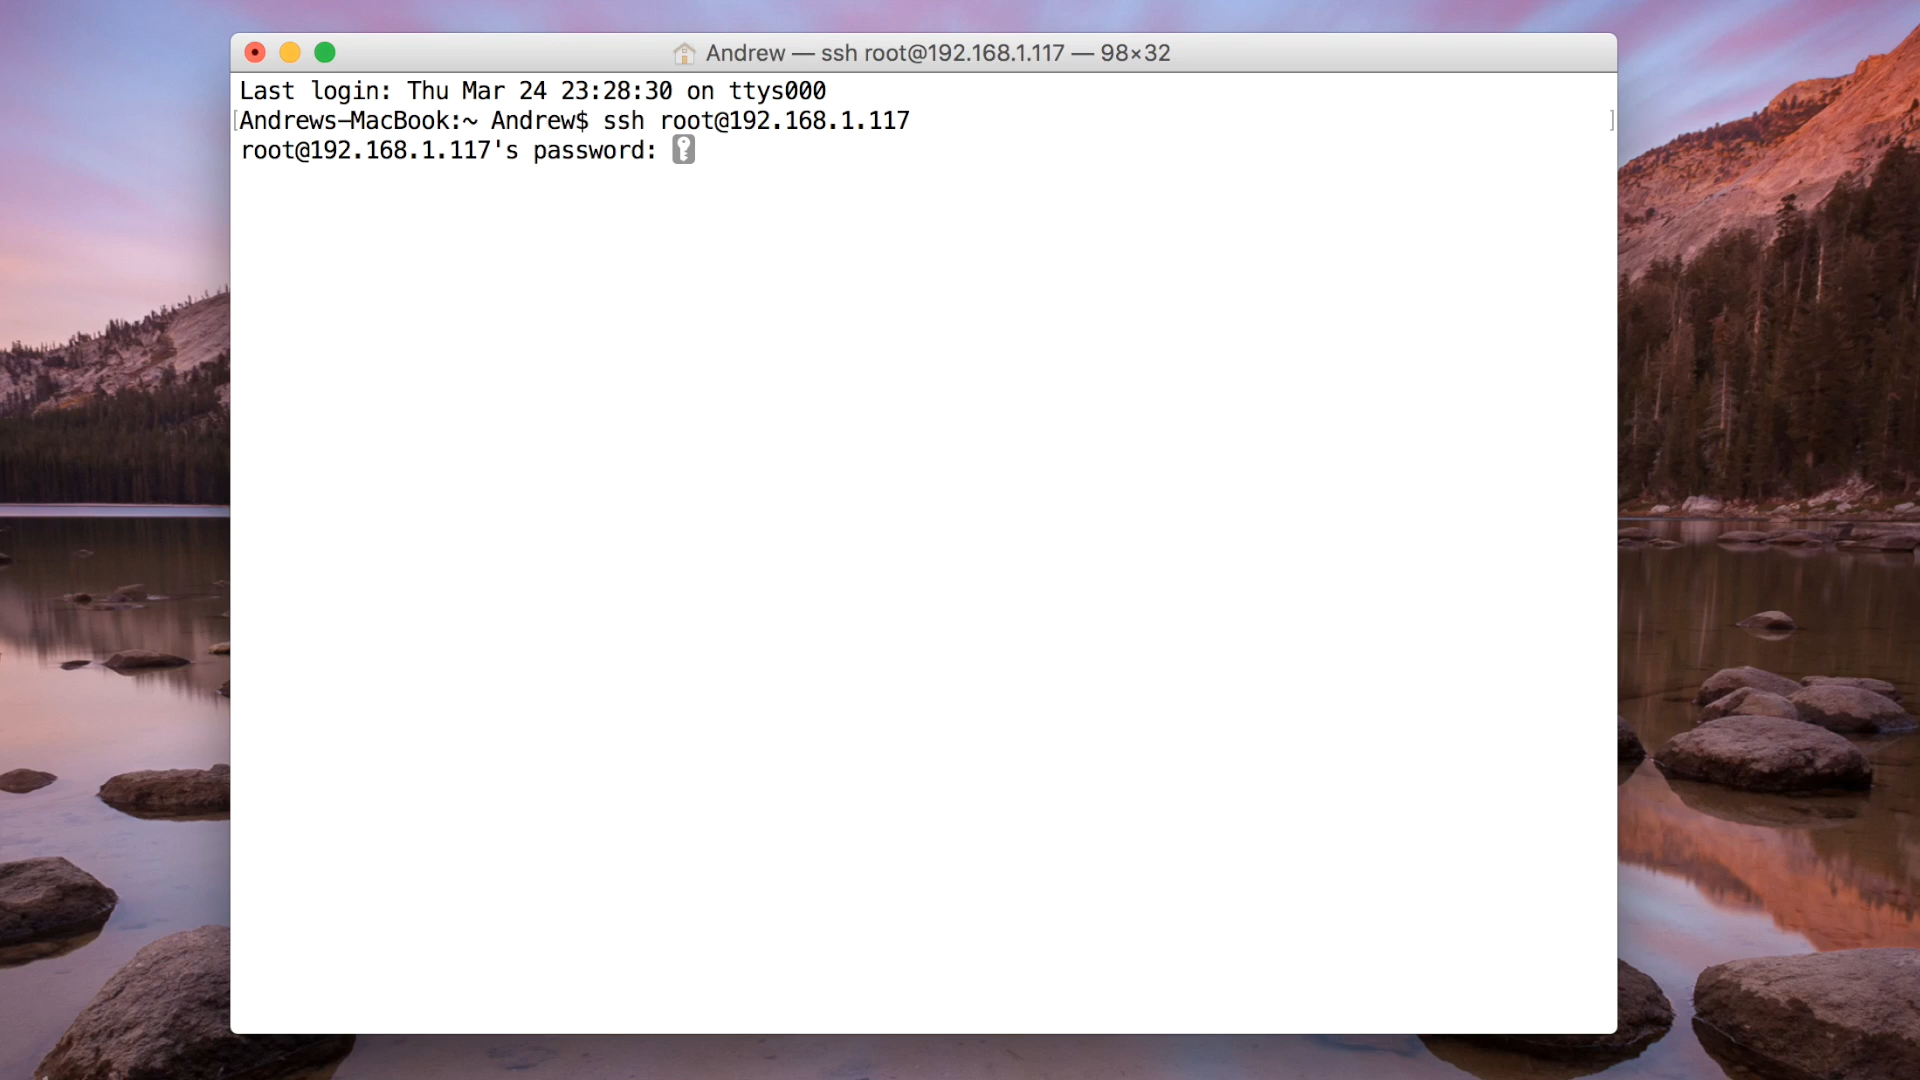 Andrew — ssh root@192.168.1.117 — 98×32
Last login: Thu Mar 24 23:28:30 on ttys000
[Andrews-MacBook:~ Andrew$ ssh root@192.168.1.117 ]
root@192.168.1.117's password: